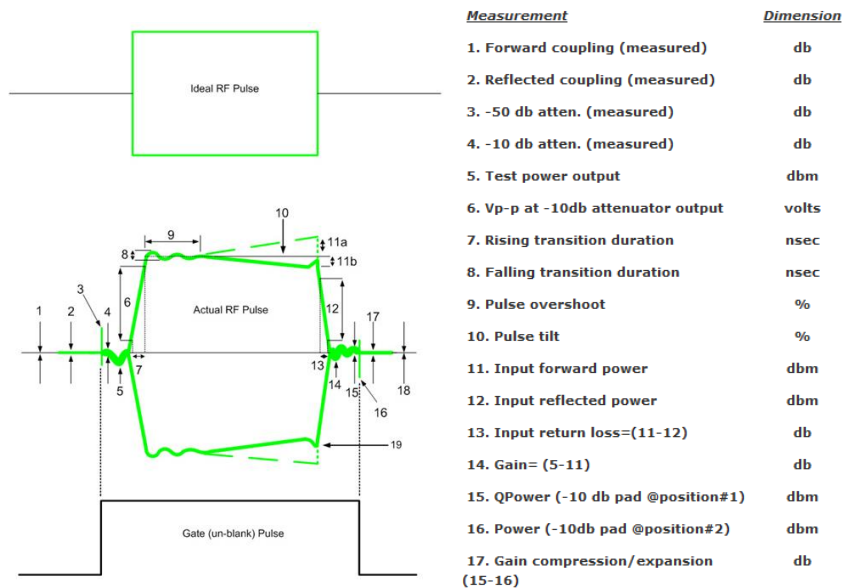 Ideal RF Pulse
10
9
11a
8
11b
3
6
Actual RF Pulse
12
1
2
4
17
7
13
5
14
15
16
18
19
Gate (un-blank) Pulse
Measurement Dimension
1. Forward coupling (measured) db
2. Reflected coupling (measured) db
3. -50 db atten. (measured) db
4. -10 db atten. (measured) db
5. Test power output dbm
6. Vp-p at -10db attenuator output volts
7. Rising transition duration nsec
8. Falling transition duration nsec
9. Pulse overshoot %
10. Pulse tilt %
11. Input forward power dbm
12. Input reflected power dbm
13. Input return loss=(11-12) db
14. Gain= (5-11) db
15. QPower (-10 db pad @position#1) dbm
16. Power (-10db pad @position#2) dbm
17. Gain compression/expansion db
(15-16)